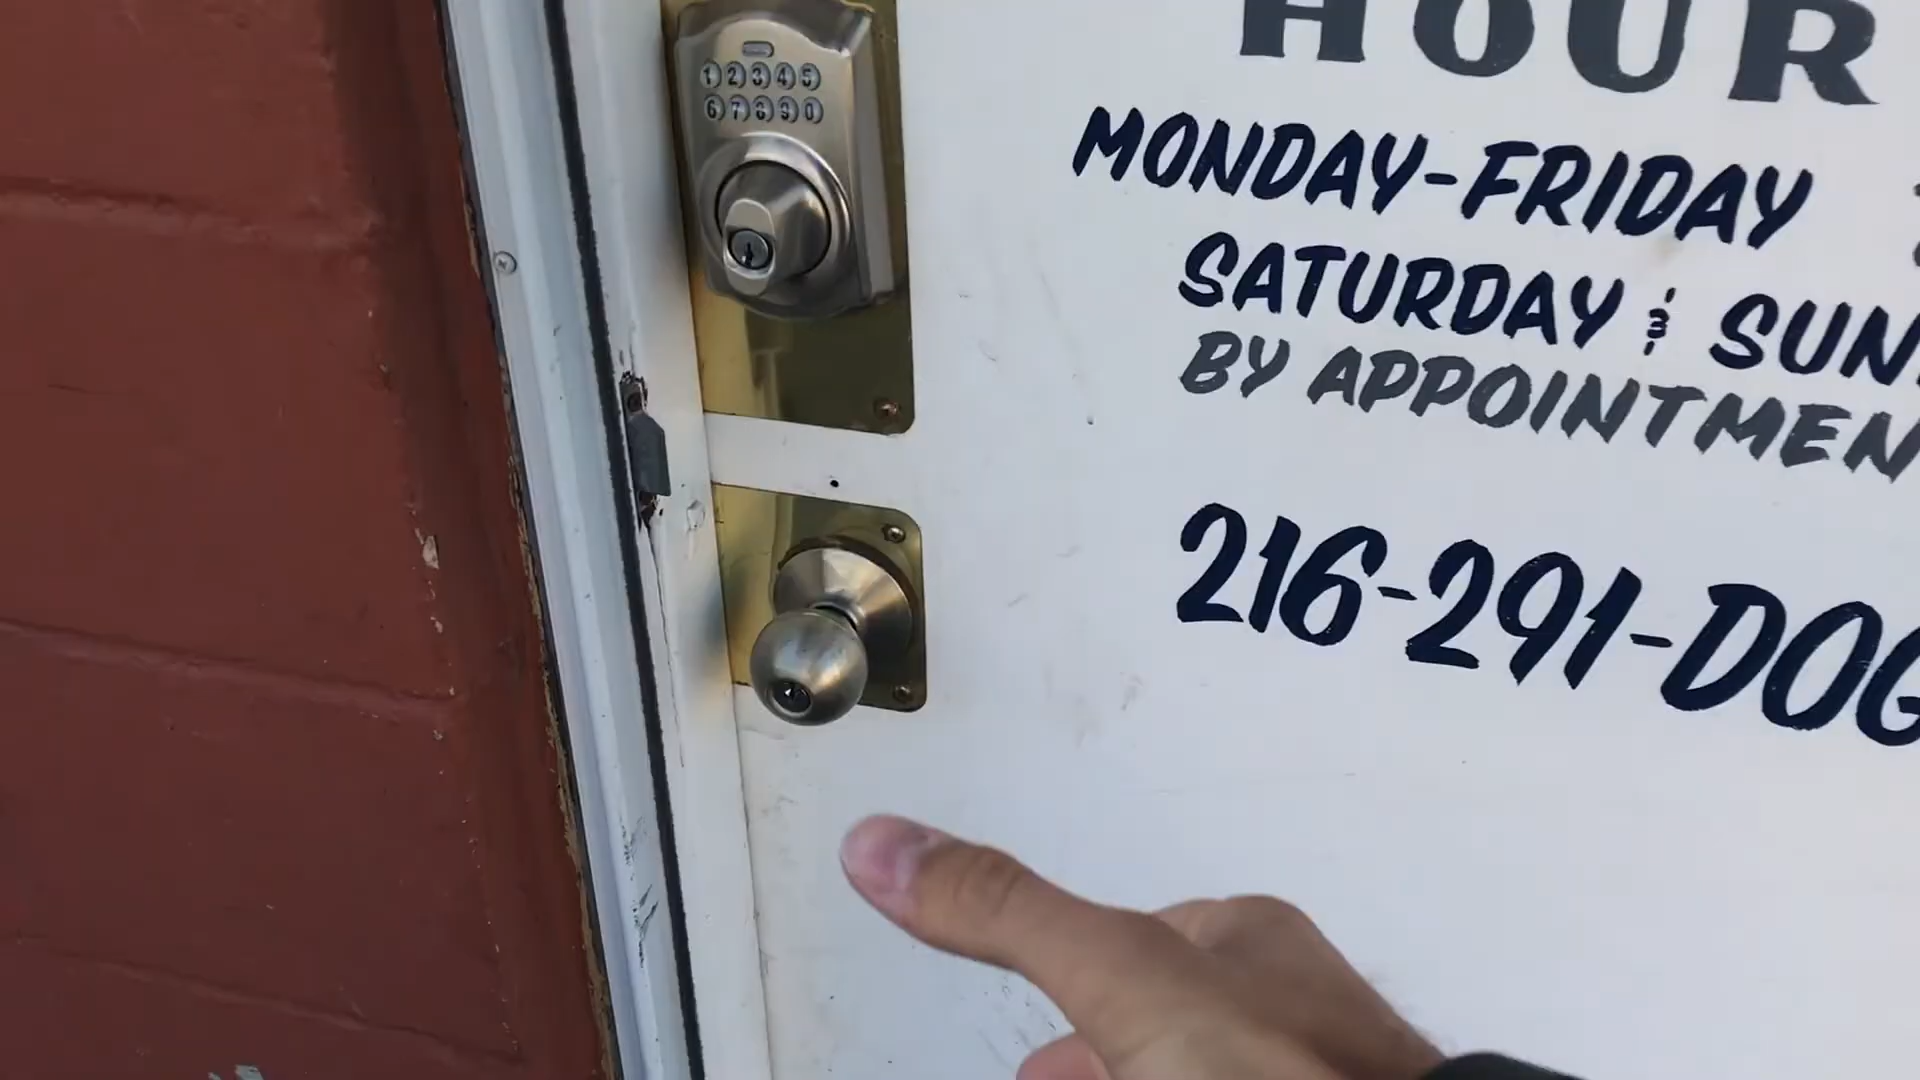 1 2 3 4 5
6 7 8 9 0
HOUR
MONDAY-FRIDAY
SATURDAY & SUN
BY APPOINTMEN
216-291-DOG